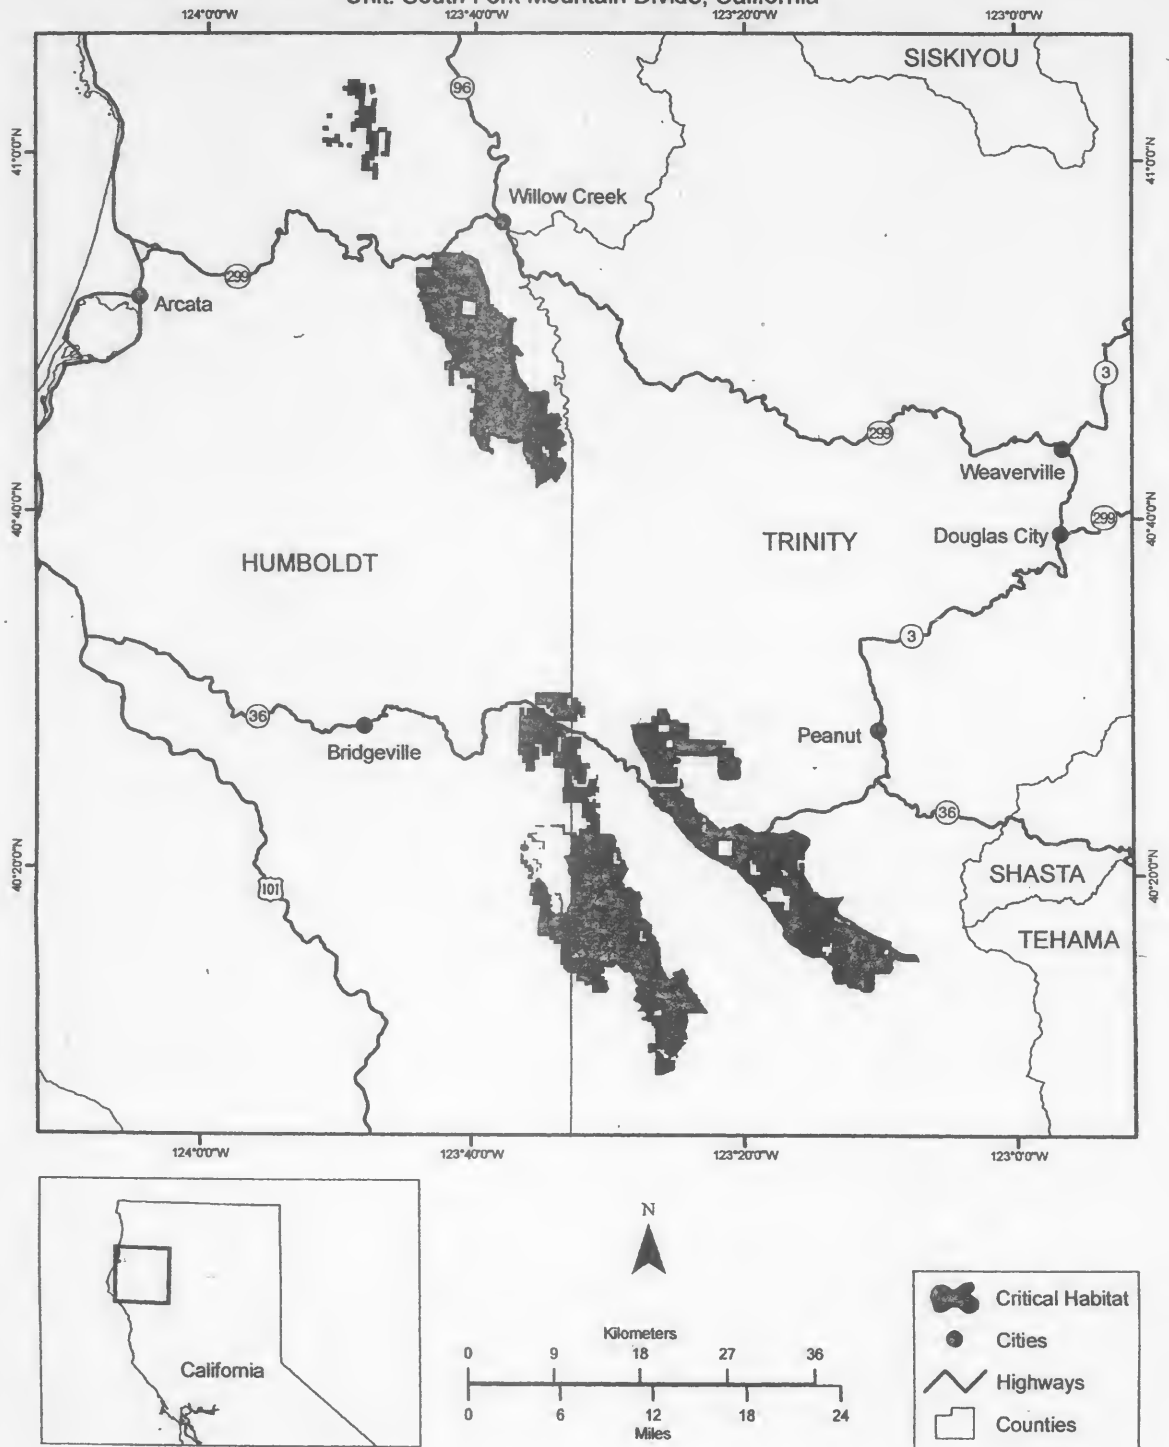 Unit: South Fork Mountain Divide, California
124°0'0"W 123°40'0"W 123°20'0"W 123°0'0"W
SISKIYOU
96
41°0'0"N 41°0'0"N
Willow Creek
299
Arcata
3
299
Weaverville
40°40'0"N 40°40'0"N
299
Douglas City
TRINITY
HUMBOLDT
3
36
Bridgeville
Peanut
36
40°20'0"N 40°20'0"N
SHASTA
101
TEHAMA
124°0'0"W 123°40'0"W 123°20'0"W 123°0'0"W
N
Kilometers
0 9 18 27 36
0 6 12 18 24
Miles
California
Critical Habitat
Cities
Highways
Counties